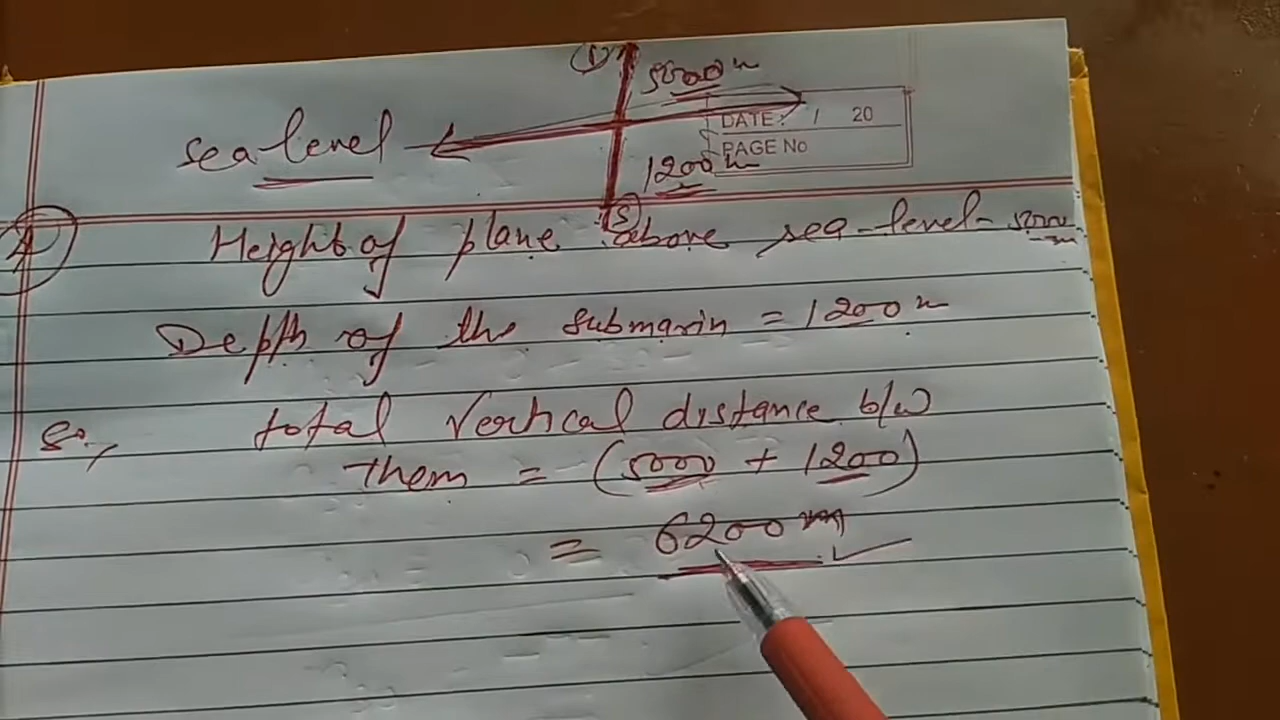 5000 m
sea level
DATE: / 20
PAGE No
1200 m
Height of plane above sea-level - 5000 m
Depth of the submarin = 1200 m
So, total vertical distance b/w
Them = (5000 + 1200)
= 6200 m